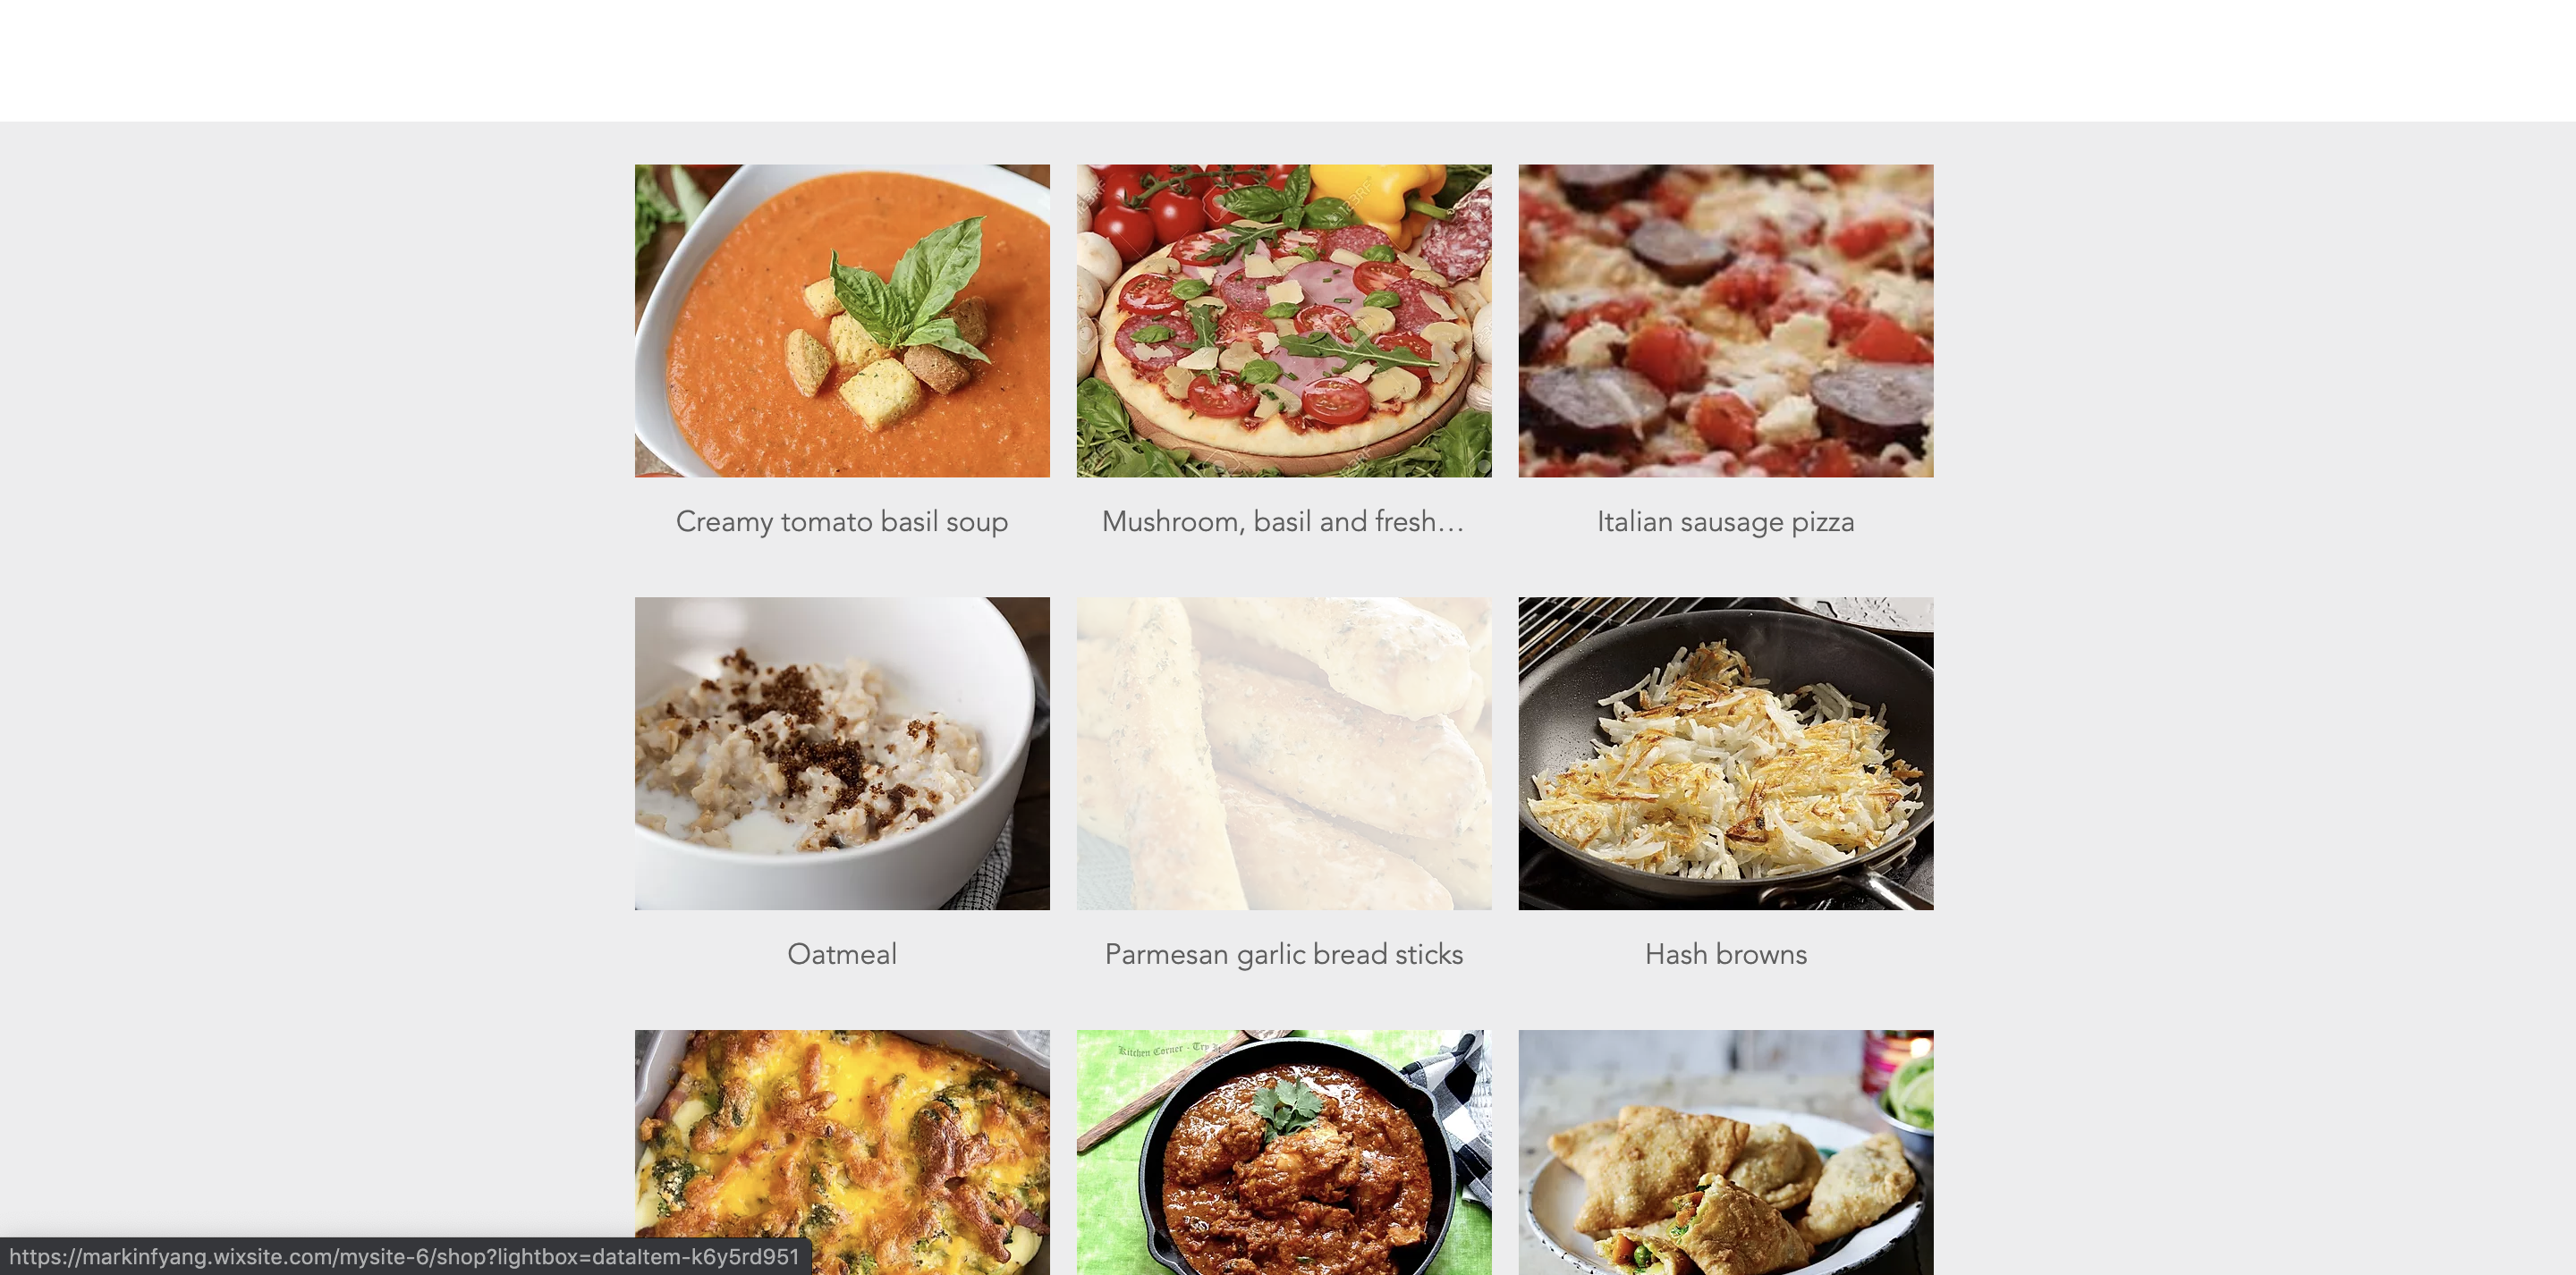 Creamy tomato basil soup
Mushroom, basil and fresh...
Italian sausage pizza
Oatmeal
Parmesan garlic bread sticks
Hash browns
Kitchen Corner - Try It
https://markinfyang.wixsite.com/mysite-6/shop?lightbox=dataItem-k6y5rd951